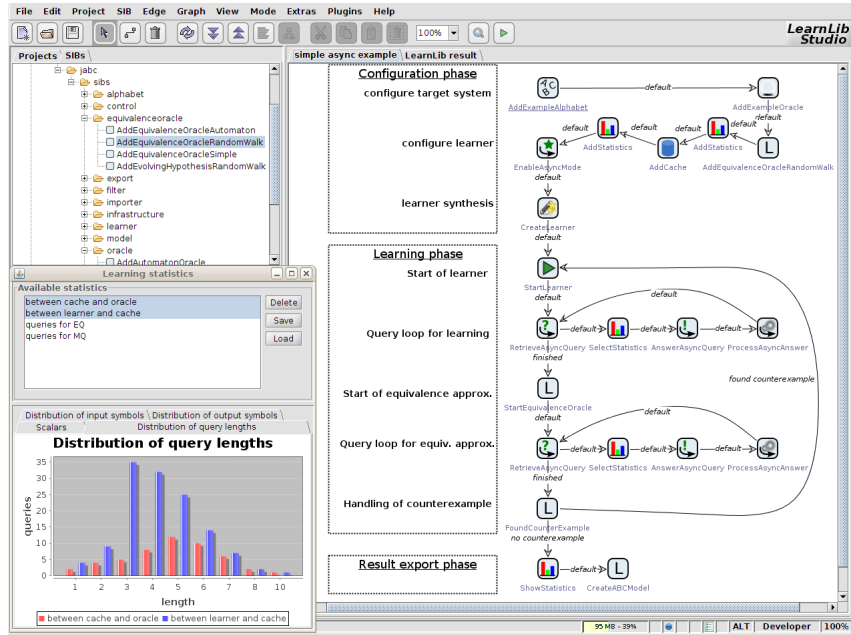 File Edit Project SIB Edge Graph View Mode Extras Plugins Help
100%
LearnLib
Studio
Projects SIBs
jabc
sibs
alphabet
control
equivalenceoracle
AddEquivalenceOracleAutomaton
AddEquivalenceOracleRandomWalk
AddEquivalenceOracleSimple
AddEvolvingHypothesisRandomWalk
export
filter
importer
infrastructure
learner
model
oracle
AddAutomatonOracle
simple async example LearnLib result
Configuration phase
configure target system
configure learner
learner synthesis
ABC
AddExampleAlphabet
default
AddExampleOracle
default
L
AddEquivalenceOracleRandomWalk
default
AddStatistics
default
AddCache
default
AddStatistics
default
EnableAsyncMode
default
CreateLearner
default
Learning phase
Start of learner
StartLearner
default
default
Query loop for learning
RetrieveAsyncQuery default SelectStatistics default AnswerAsyncQuery default ProcessAsyncAnswer
finished
found counterexample
Start of equivalence approx.
L
StartEquivalenceOracle
default
default
Query loop for equiv. approx.
RetrieveAsyncQuery default SelectStatistics default AnswerAsyncQuery default ProcessAsyncAnswer
finished
Handling of counterexample
L
FoundCounterExample
no counterexample
Result export phase
default
L
ShowStatistics CreateABCModel
Learning statistics
Available statistics
between cache and oracle
between learner and cache
queries for EQ
queries for MQ
Delete
Save
Load
Distribution of input symbols Distribution of output symbols
Scalars Distribution of query lengths
Distribution of query lengths
queries
35
30
25
20
15
10
5
0
1 2 3 4 5 6 7 8 10
length
between cache and oracle between learner and cache
95 MB - 39% ALT Developer 100%